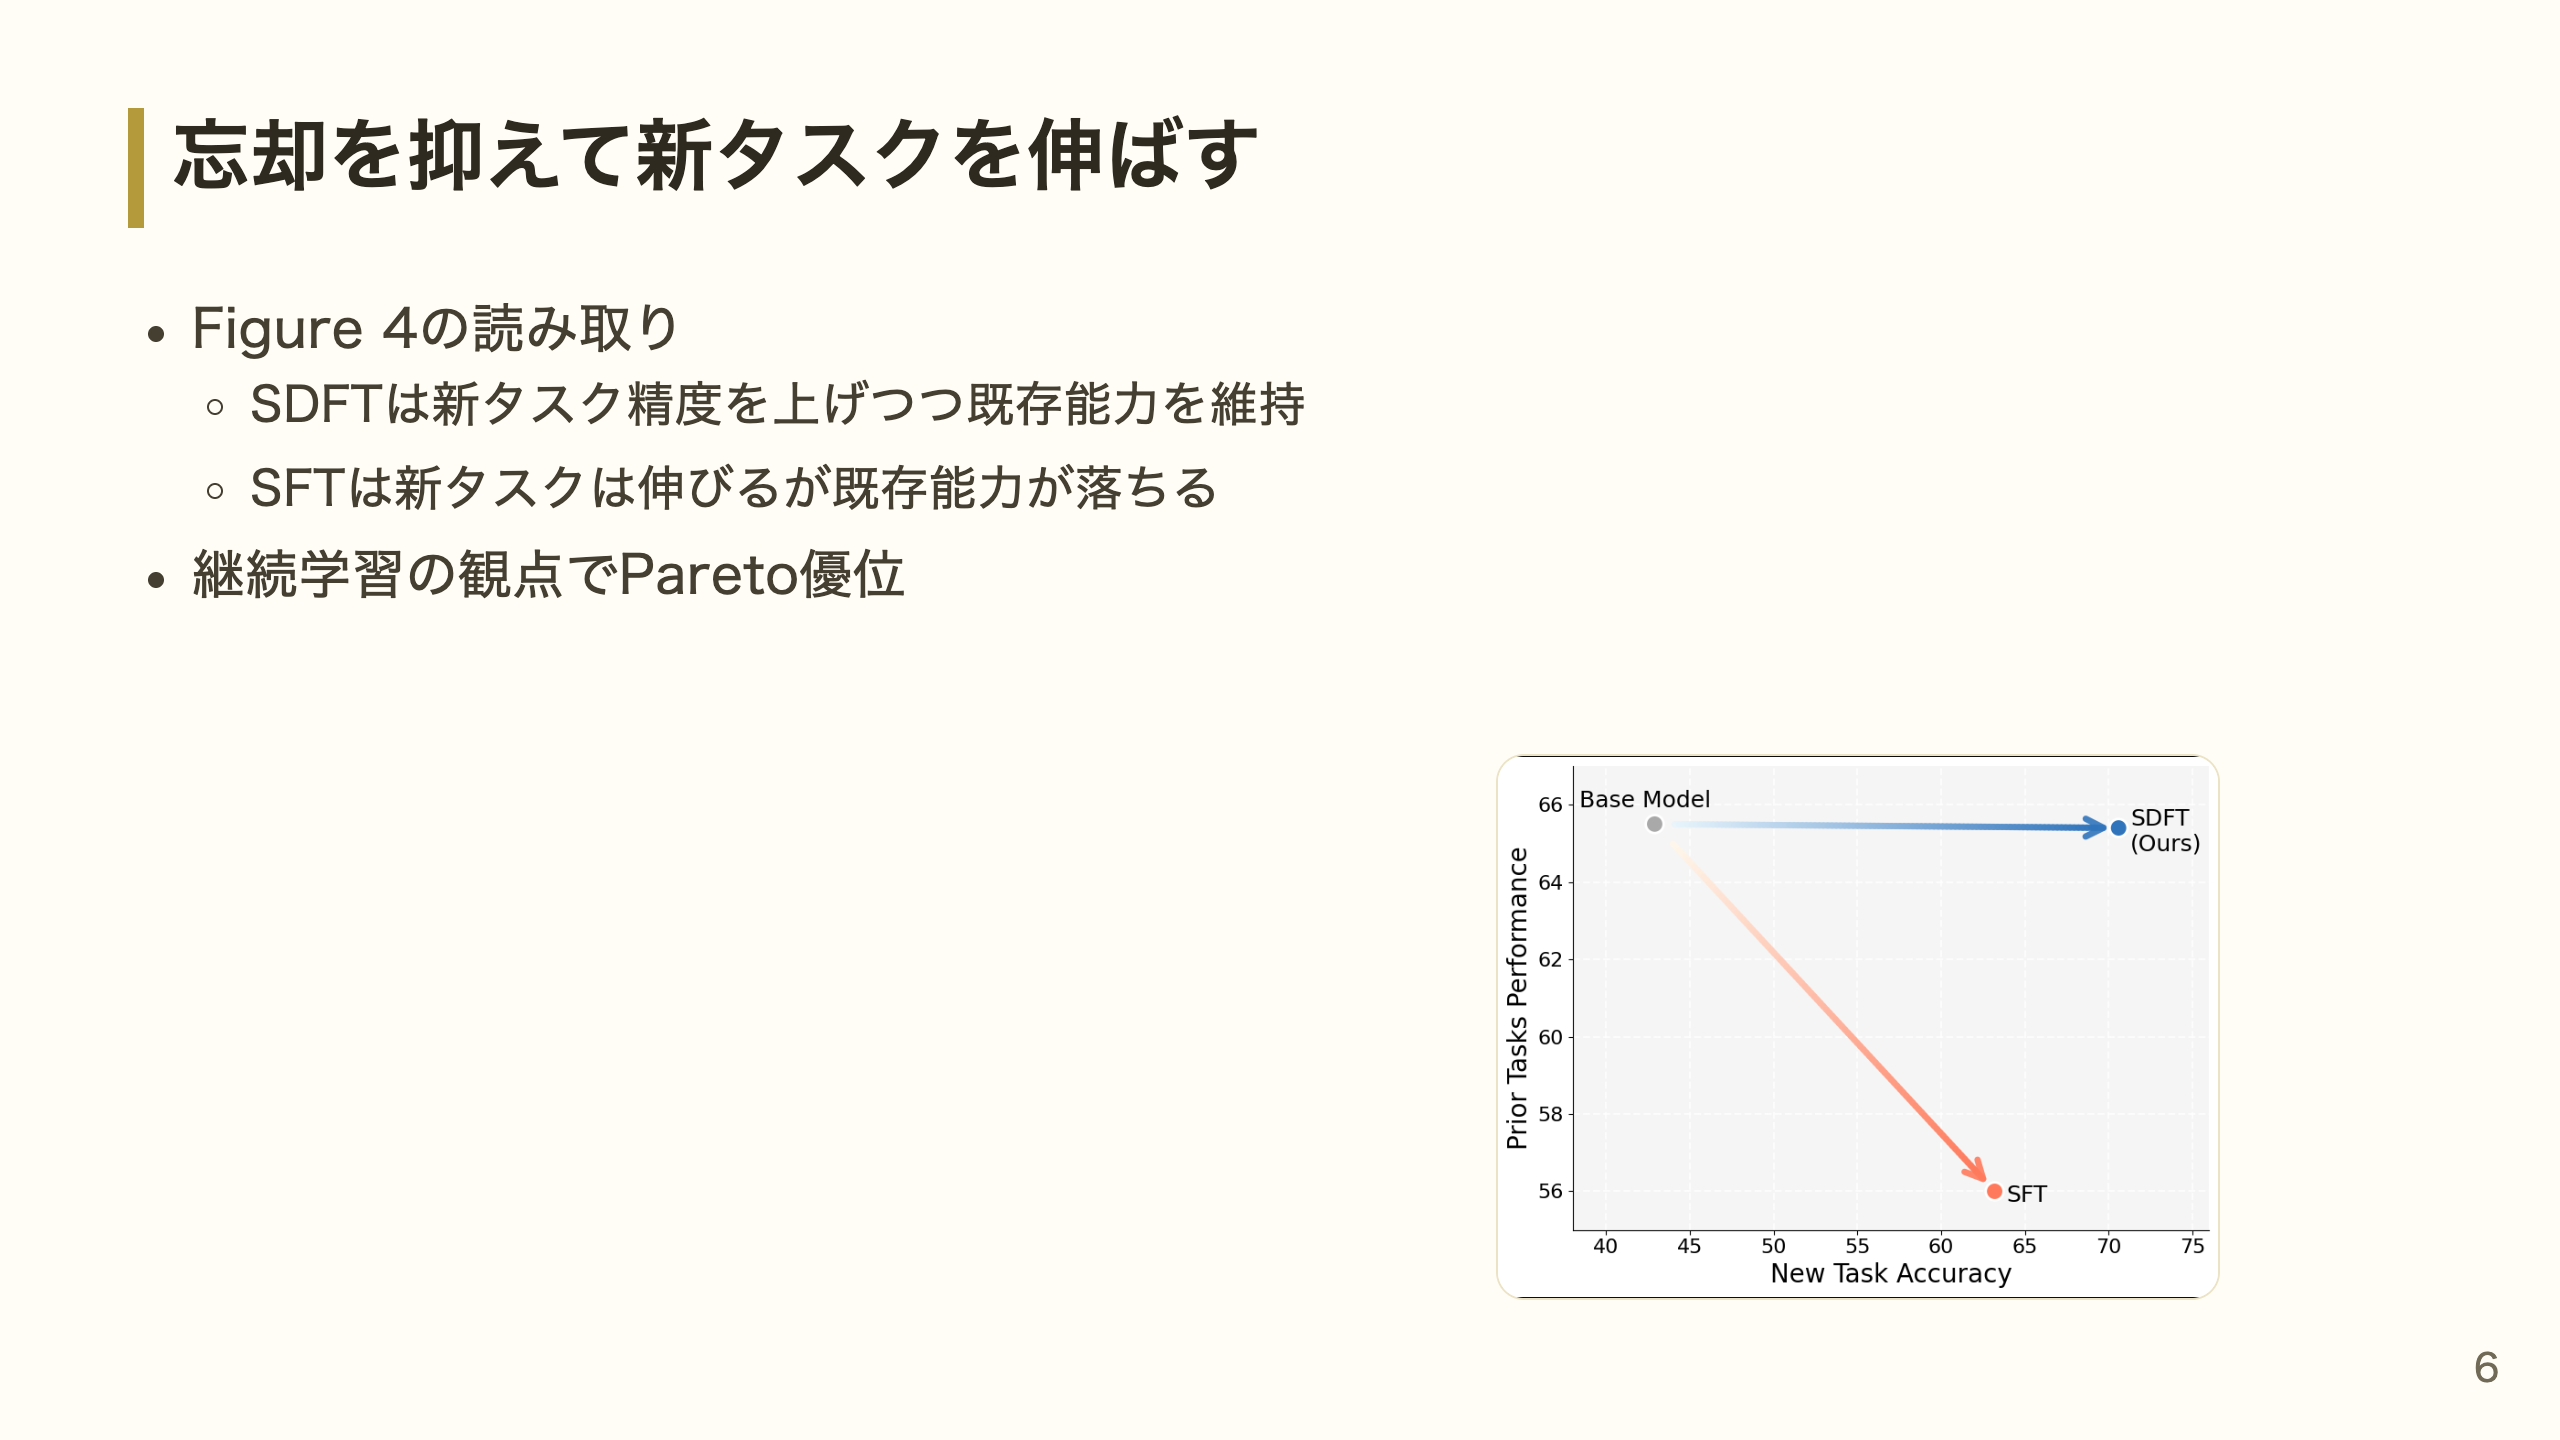 忘却を抑えて新タスクを伸ばす
• Figure 4の読み取り
○ SDFTは新タスク精度を上げつつ既存能力を維持
○ SFTは新タスクは伸びるが既存能力が落ちる
• 継続学習の観点でPareto優位
Base Model
SDFT
(Ours)
SFT
Prior Tasks Performance
66
64
62
60
58
56
40 45 50 55 60 65 70 75
New Task Accuracy
6